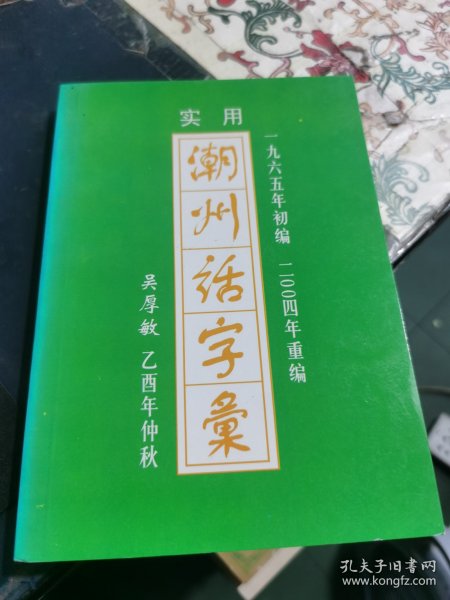 实用
潮州话字彙
一九六五年初编 二〇〇四年重编
吴厚敏 乙酉年仲秋
孔夫子旧书网
www.kongfz.com